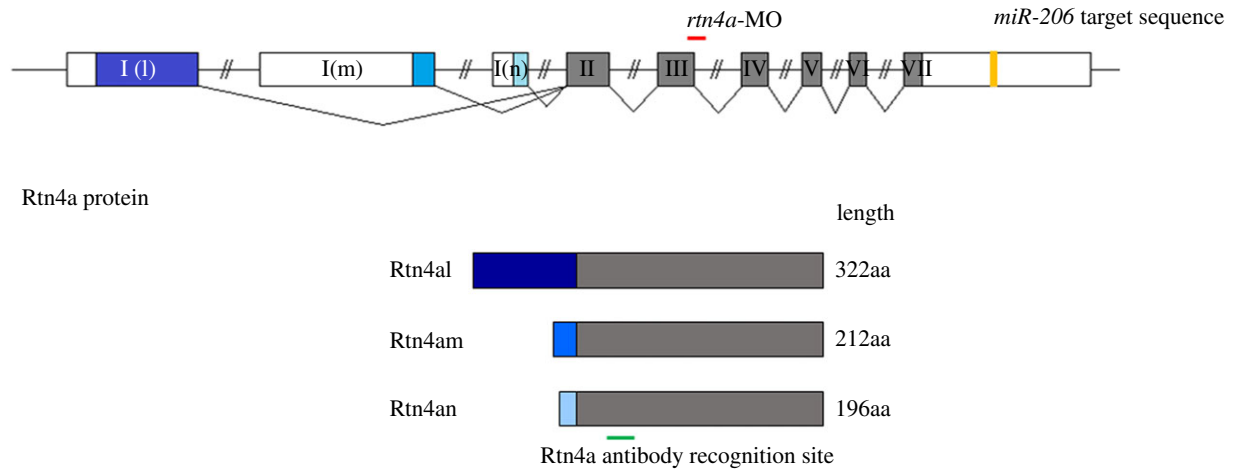 rtn4a-MO
miR-206 target sequence
I (l) // I(m) // I(n) // II // III // IV // V // VI // VII
Rtn4a protein
length
Rtn4al 322aa
Rtn4am 212aa
Rtn4an 196aa
Rtn4a antibody recognition site